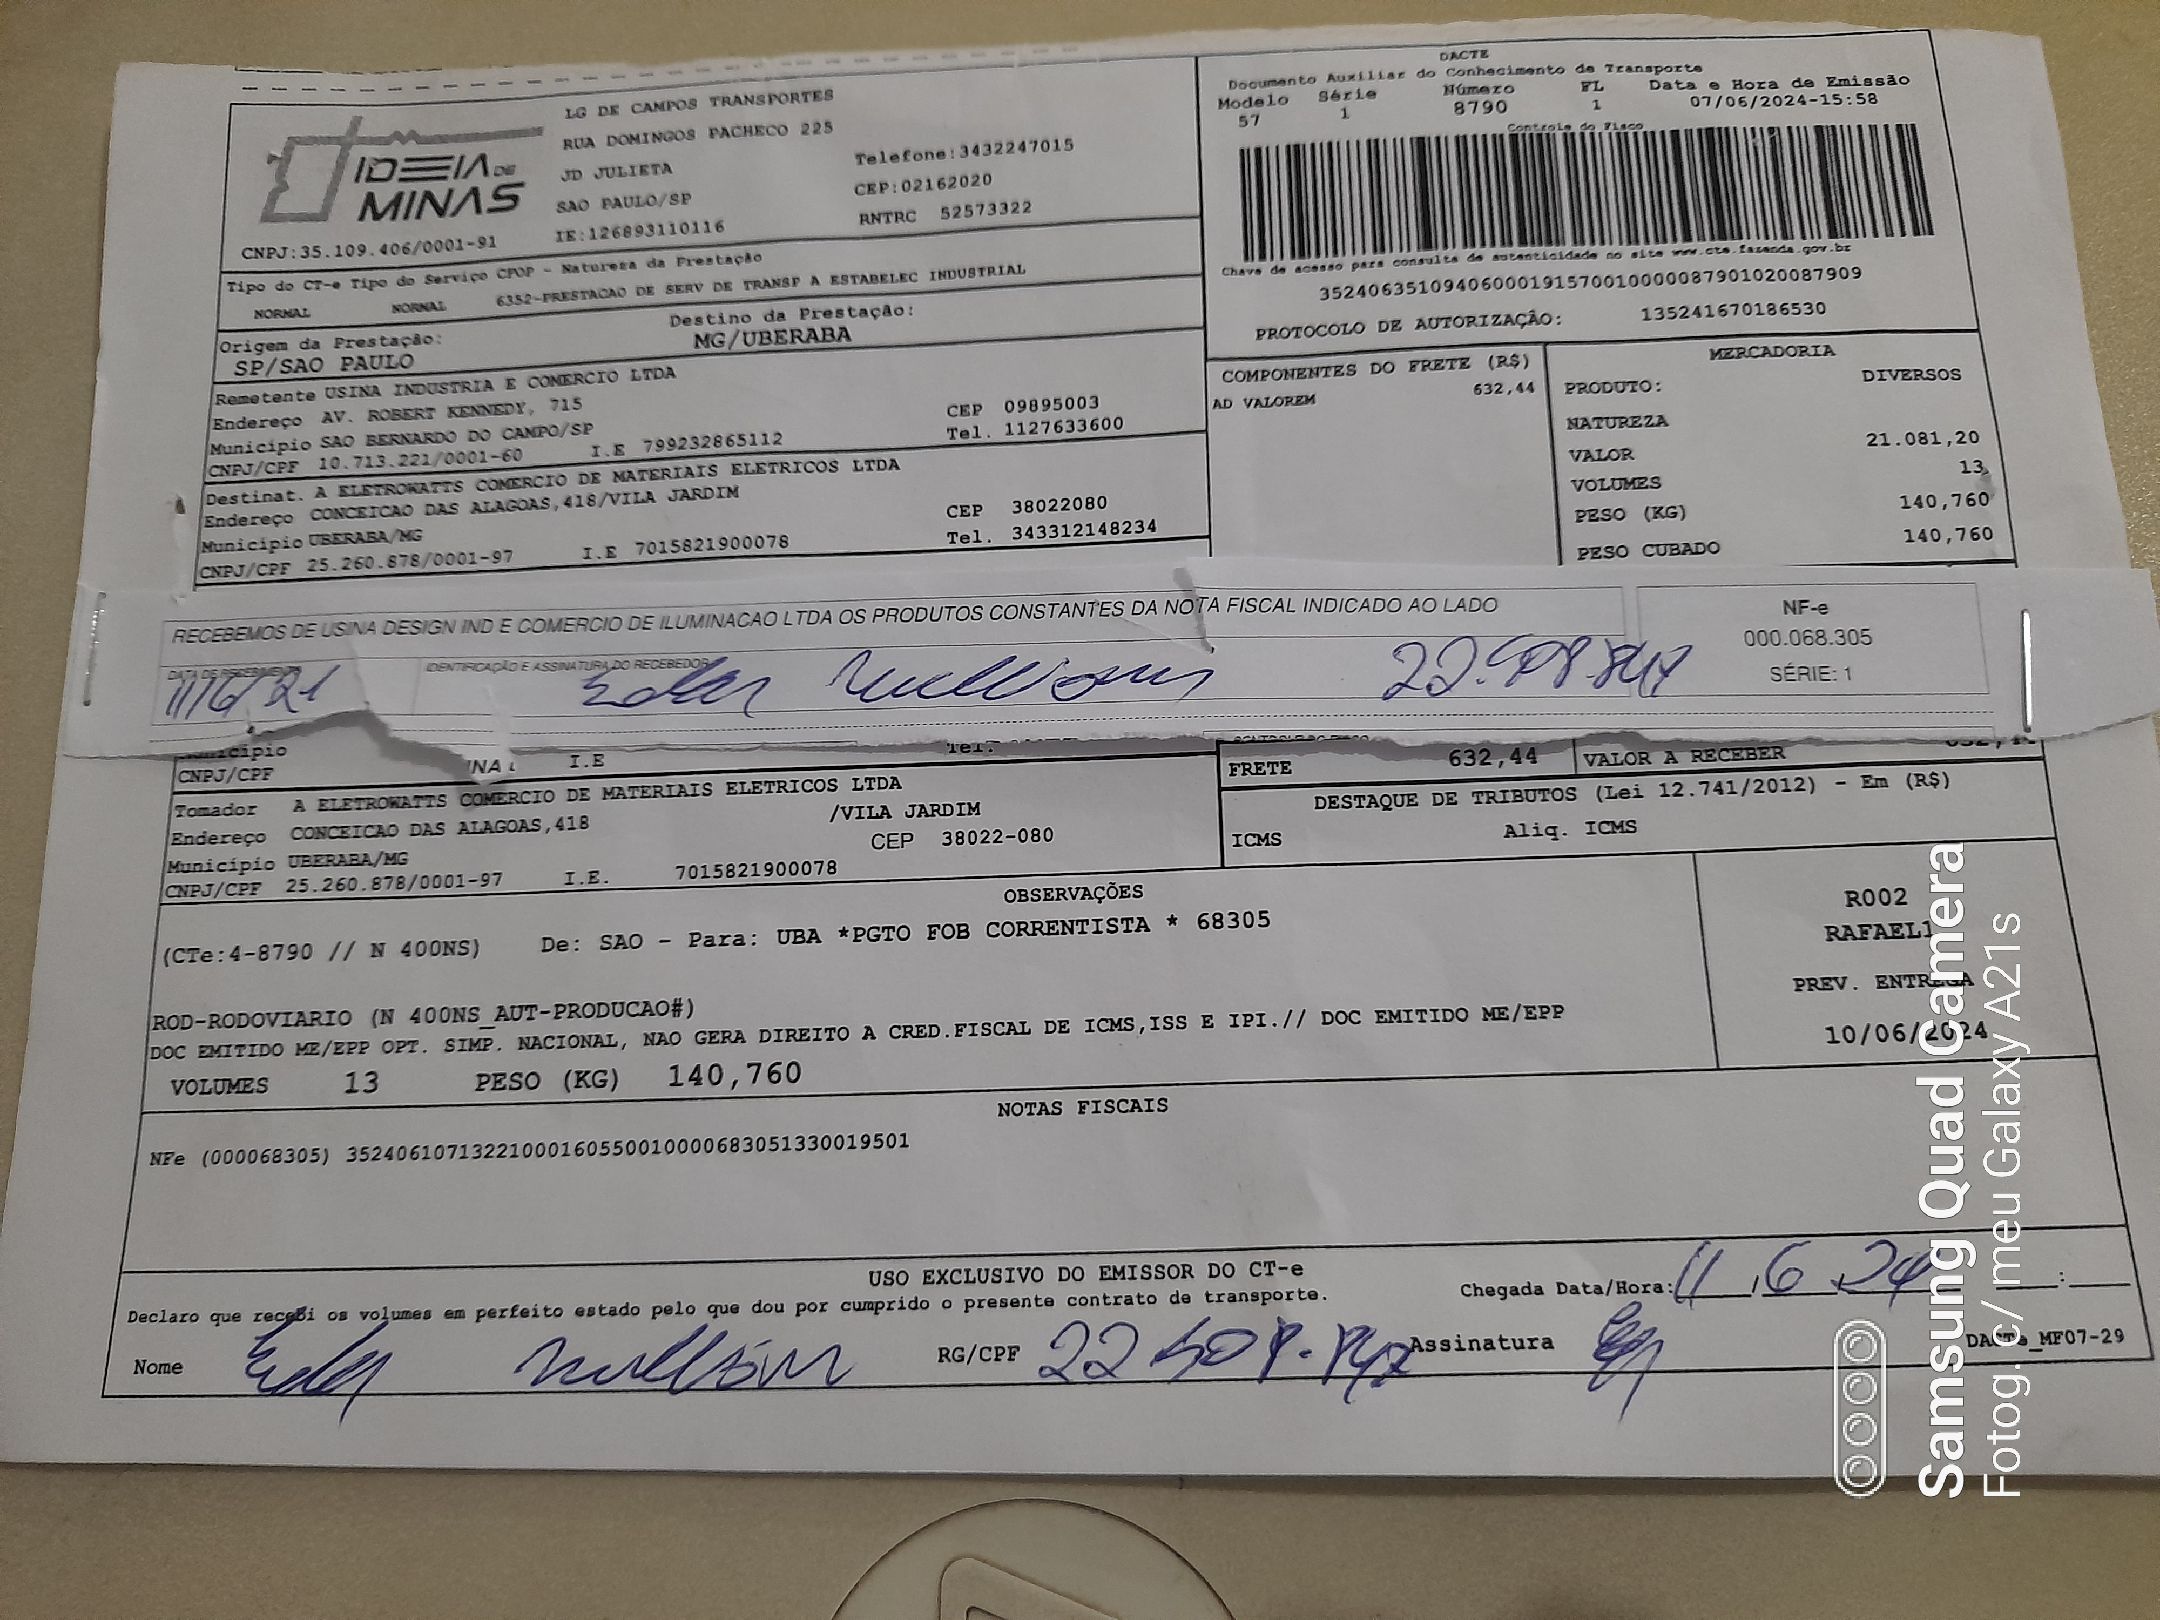 DACTE
Documento Auxiliar do Conhecimento de Transporte
Modelo Série Número FL Data e Hora de Emissão
57 1 8790 1 07/06/2024-15:58
Controle do Fisco
IDEIA DE MINAS
LG DE CAMPOS TRANSPORTES
RUA DOMINGOS PACHECO 225
JD JULIETA
SAO PAULO/SP
IE:126893110116
Telefone:3432247015
CEP:02162020
RNTRC 52573322
CNPJ:35.109.406/0001-91
Chave de acesso para consulta de autenticidade no site www.cte.fazenda.gov.br
35240635109406000191570010000087901020087909
PROTOCOLO DE AUTORIZAÇÃO: 135241670186530
Tipo do CT-e Tipo do Serviço CFOP - Natureza da Prestação
NORMAL NORMAL 6352-PRESTACAO DE SERV DE TRANSP A ESTABELEC INDUSTRIAL
Origem da Prestação: Destino da Prestação:
SP/SAO PAULO MG/UBERABA
Remetente USINA INDUSTRIA E COMERCIO LTDA
Endereço AV. ROBERT KENNEDY, 715 CEP 09895003
Município SAO BERNARDO DO CAMPO/SP Tel. 1127633600
CNPJ/CPF 10.713.221/0001-60 I.E 799232865112
Destinat. A ELETROWATTS COMERCIO DE MATERIAIS ELETRICOS LTDA
Endereço CONCEICAO DAS ALAGOAS,418/VILA JARDIM CEP 38022080
Município UBERABA/MG Tel. 343312148234
CNPJ/CPF 25.260.878/0001-97 I.E 7015821900078
COMPONENTES DO FRETE (R$)
AD VALOREM 632,44
MERCADORIA
PRODUTO: DIVERSOS
NATUREZA
VALOR 21.081,20
VOLUMES 13
PESO (KG) 140,760
PESO CUBADO 140,760
RECEBEMOS DE USINA DESIGN IND E COMERCIO DE ILUMINACAO LTDA OS PRODUTOS CONSTANTES DA NOTA FISCAL INDICADO AO LADO
NF-e
000.068.305
SÉRIE: 1
DATA DE RECEBIMENTO IDENTIFICAÇÃO E ASSINATURA DO RECEBEDOR
Município Tel.
CNPJ/CPF I.E
FRETE 632,44 VALOR A RECEBER 632,44
Tomador A ELETROWATTS COMERCIO DE MATERIAIS ELETRICOS LTDA
Endereço CONCEICAO DAS ALAGOAS,418 /VILA JARDIM
Município UBERABA/MG CEP 38022-080
CNPJ/CPF 25.260.878/0001-97 I.E. 7015821900078
DESTAQUE DE TRIBUTOS (Lei 12.741/2012) - Em (R$)
ICMS Aliq. ICMS
OBSERVAÇÕES
(CTe:4-8790 // N 400NS) De: SAO - Para: UBA *PGTO FOB CORRENTISTA * 68305
ROD-RODOVIARIO (N 400NS_AUT-PRODUCAO#)
DOC EMITIDO ME/EPP OPT. SIMP. NACIONAL, NAO GERA DIREITO A CRED.FISCAL DE ICMS,ISS E IPI.// DOC EMITIDO ME/EPP
VOLUMES 13 PESO (KG) 140,760
R002
RAFAEL1
PREV. ENTREGA
10/06/2024
NOTAS FISCAIS
NFe (000068305) 35240610713221000160550010000683051330019501
USO EXCLUSIVO DO EMISSOR DO CT-e
Declaro que recebi os volumes em perfeito estado pelo que dou por cumprido o presente contrato de transporte.
Chegada Data/Hora: 11.6.24 :
Nome RG/CPF Assinatura
DACTe_MF07-29
Samsung Quad Camera
Fotog. c/ meu Galaxy A21s